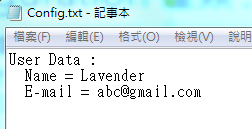 Config.txt - 記事本
檔案(F) 編輯(E) 格式(O) 檢視(V) 說明
User Data :
Name = Lavender
E-mail = abc@gmail.com